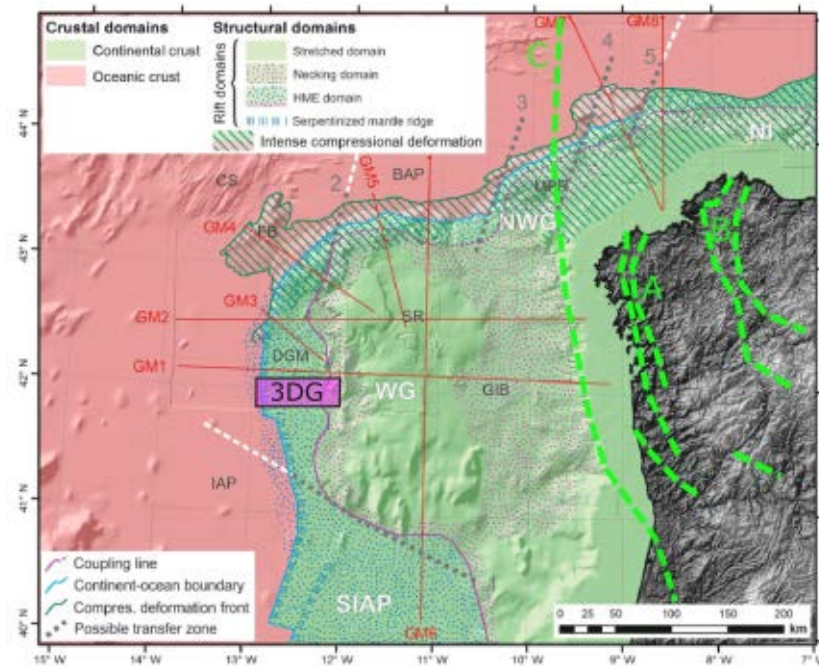 Crustal domains
Continental crust
Oceanic crust
Structural domains
Rift domains
Stretched domain
Necking domain
HME domain
Serpentinized mantle ridge
Intense compressional deformation
GM7
GM8
C
4
5
3
2
44° N
43° N
42° N
41° N
40° N
NI
CS
BAP
GM5
NWG
GM4
FB
B
A
GM3
GM2
SR
DGM
GM1
3DG
WG
GIB
IAP
SIAP
GM6
Coupling line
Continent-ocean boundary
Compres. deformation front
Possible transfer zone
0 25 50 100 150 200
km
15° W 14° W 13° W 12° W 11° W 10° W 9° W 8° W 7° W